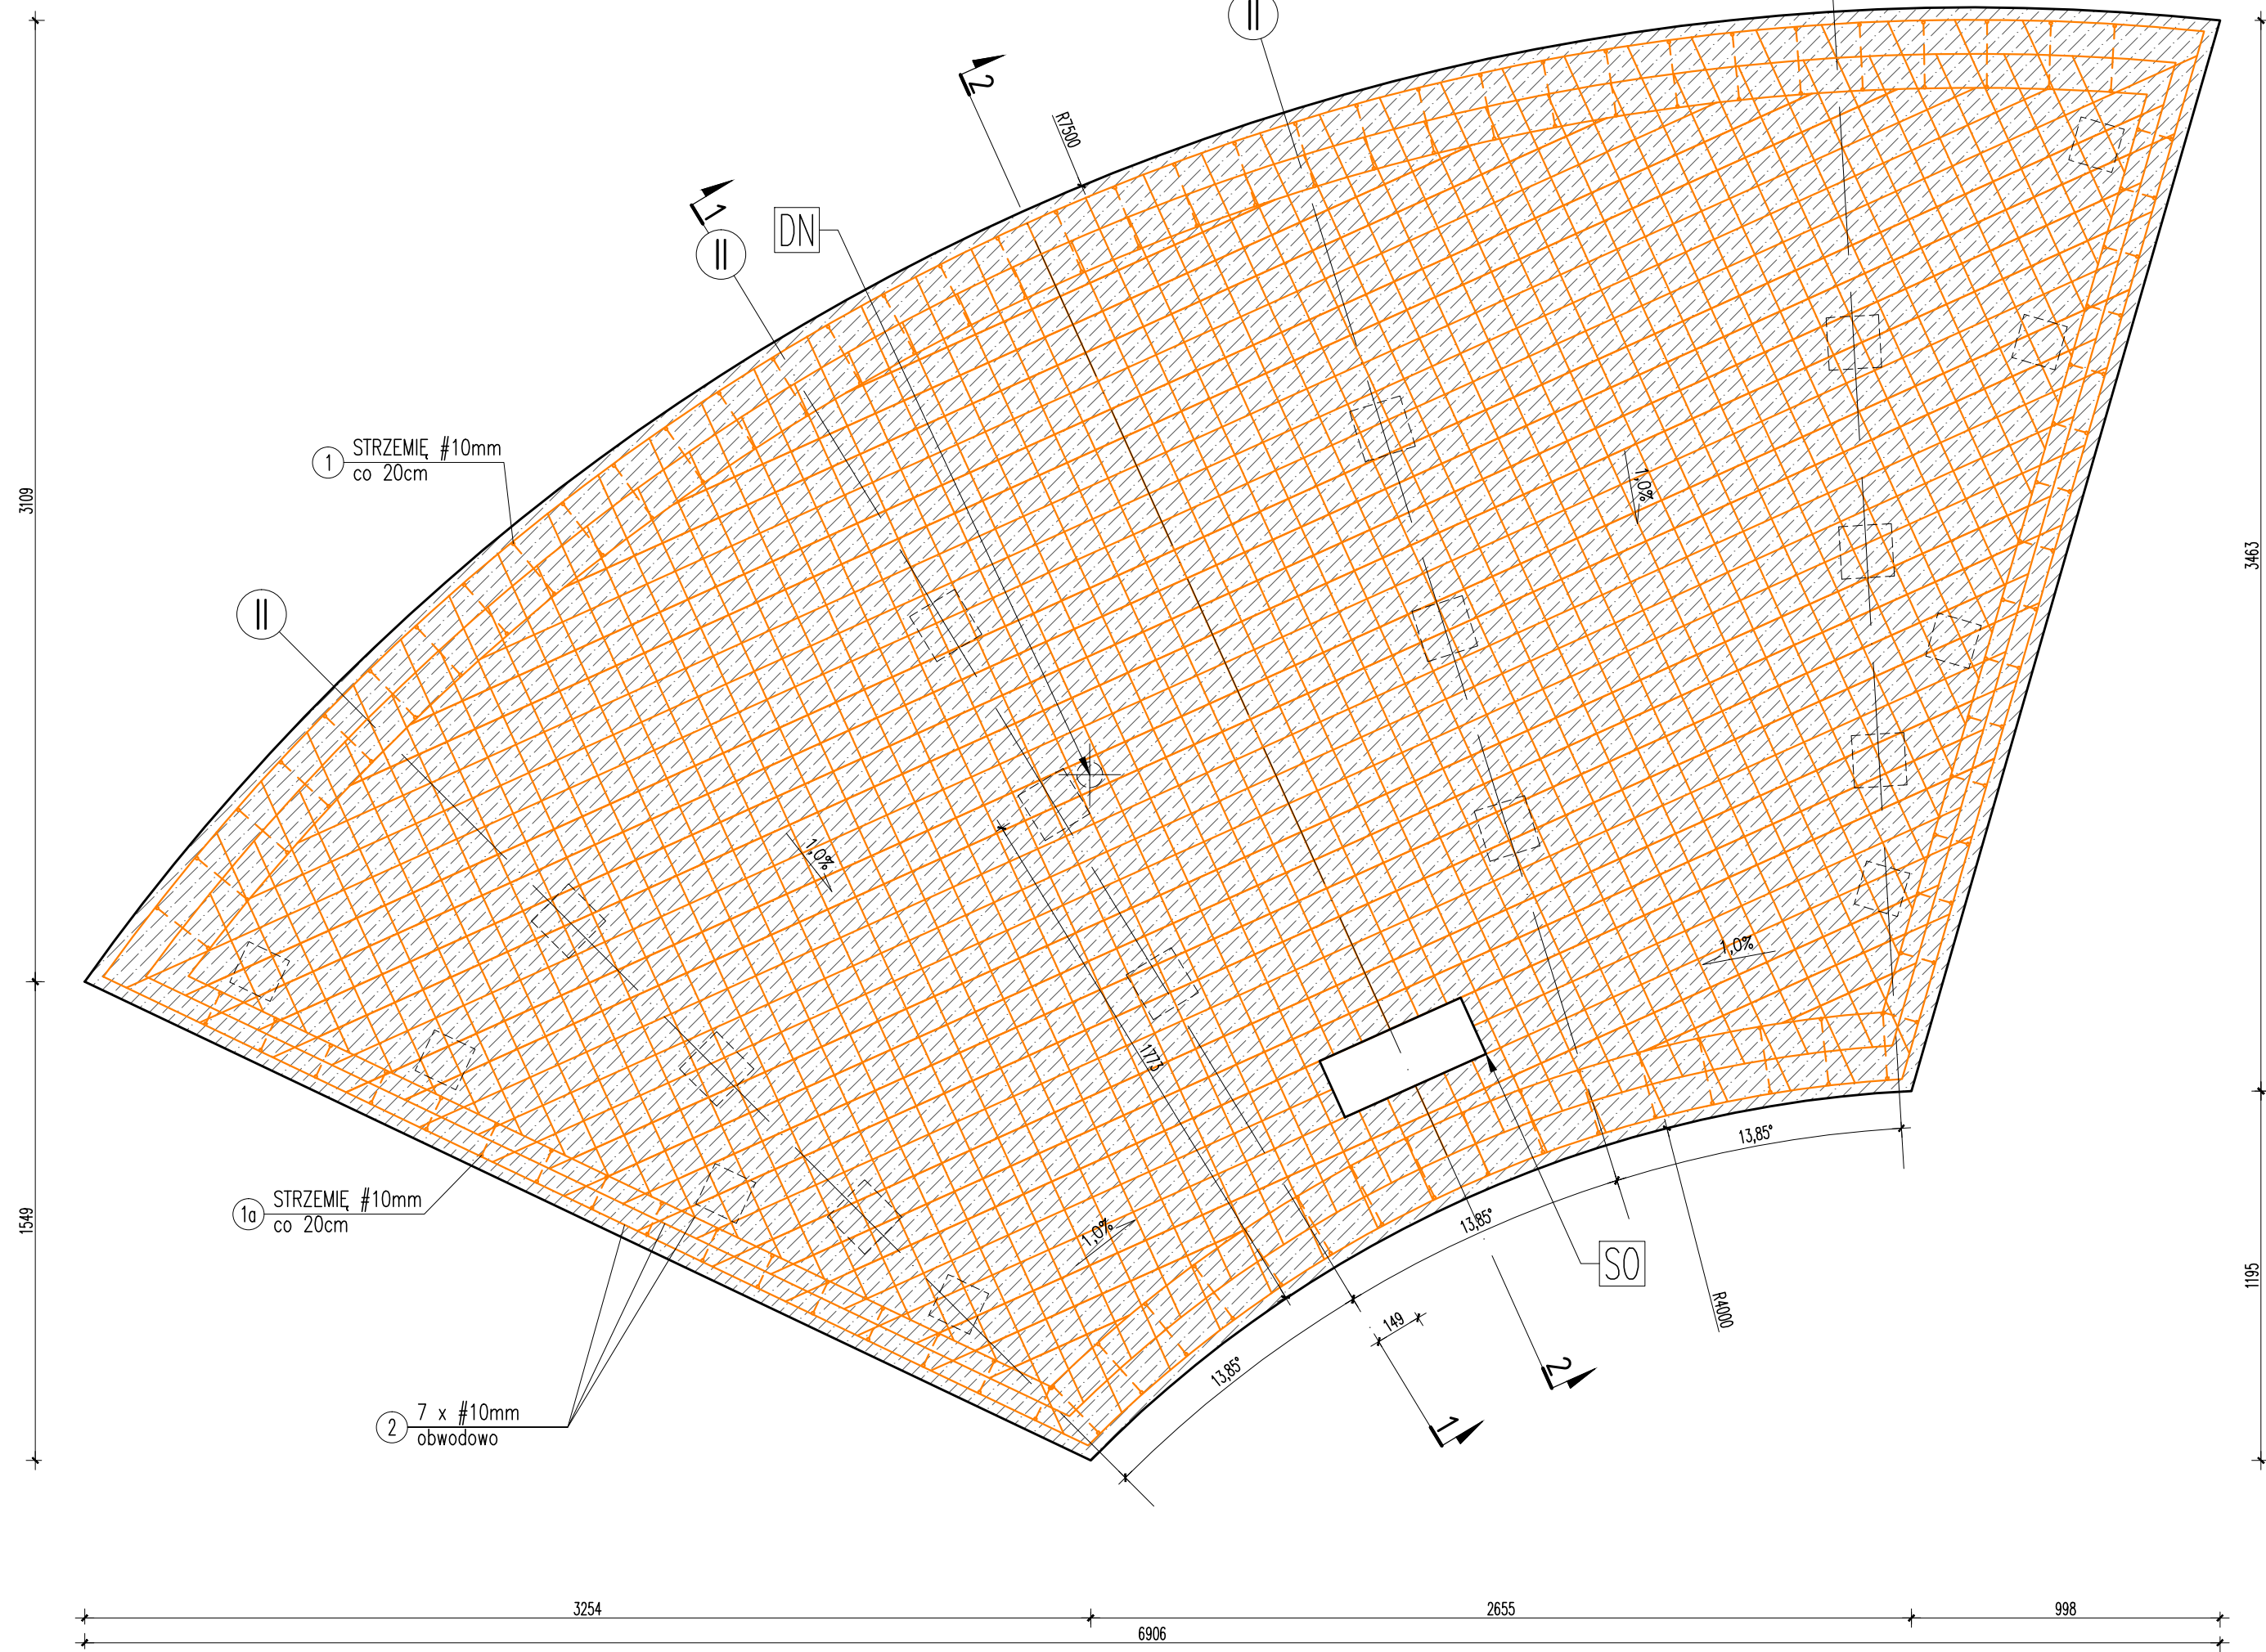 II
2
R7500
1
II
DN
1 STRZEMIĘ #10mm
co 20cm
3109
1,0%
3463
II
1,0%
1,0%
1773
1a STRZEMIĘ #10mm
co 20cm
1549
1,0%
13,85°
13,85°
SO
1195
R4000
149
2
13,85°
1
2 7 x #10mm
obwodowo
3254
2655
998
6906